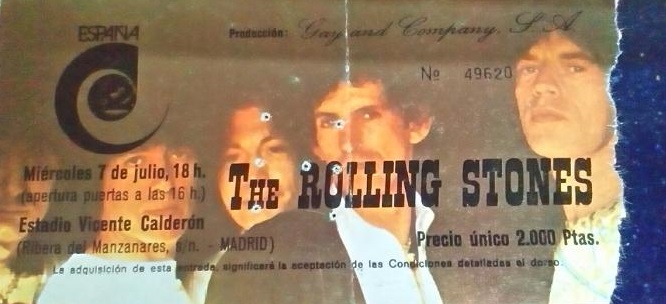 ESPAÑA
82
Producción: Gay and Company, S. A.
Nº 49620
Miércoles 7 de julio, 18 h.
(apertura puertas a las 16 h.)
THE ROLLING STONES
Estadio Vicente Calderón
(Ribera del Manzanares, s/n. - MADRID)
Precio único 2.000 Ptas.
La adquisición de esta entrada, significará la aceptación de las Condiciones detalladas al dorso.